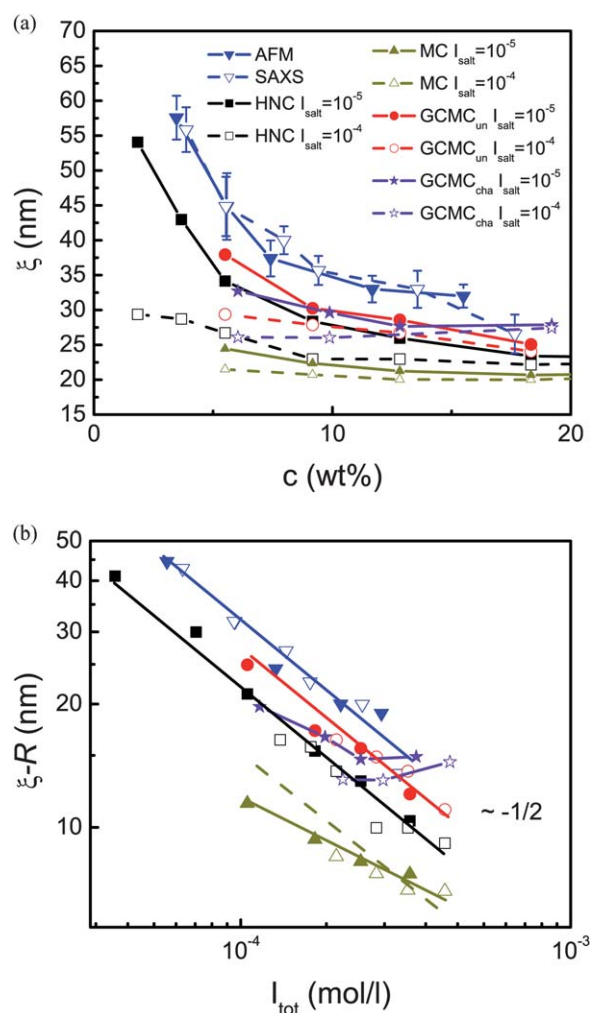 (a)
70
65
60
55
50
45
40
35
30
25
20
15
ξ (nm)
AFM
SAXS
HNC I_salt=10^-5
HNC I_salt=10^-4
MC I_salt=10^-5
MC I_salt=10^-4
GCMC_un I_salt=10^-5
GCMC_un I_salt=10^-4
GCMC_cha I_salt=10^-5
GCMC_cha I_salt=10^-4
0 5 10 15 20
c (wt%)
(b)
50
40
30
20
10
ξ-R (nm)
~ -1/2
10^-4 10^-3
I_tot (mol/l)